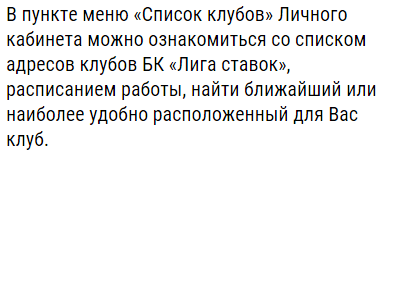 В пункте меню «Список клубов» Личного
кабинета можно ознакомиться со списком
адресов клубов БК «Лига ставок»,
расписанием работы, найти ближайший или
наиболее удобно расположенный для Вас
клуб.